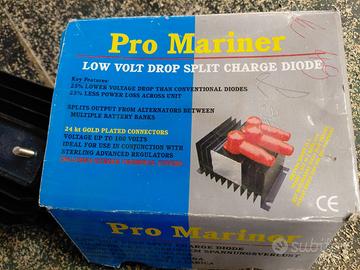 Pro Mariner
LOW VOLT DROP SPLIT CHARGE DIODE
Key Features:
25% LOWER VOLTAGE DROP THAN CONVENTIONAL DIODES
25% LESS POWER LOSS ACROSS UNIT
SPLITS OUTPUT FROM ALTERNATORS BETWEEN
MULTIPLE BATTERY BANKS
24 kt GOLD PLATED CONNECTORS
VOLTAGE UP TO 100 VOLTS
IDEAL FOR USE IN CONJUNCTION WITH
STERLING ADVANCED REGULATORS
CE
Pro Mariner
SPLIT CHARGE DIODE
SPANNUNGSVERLUST
subito